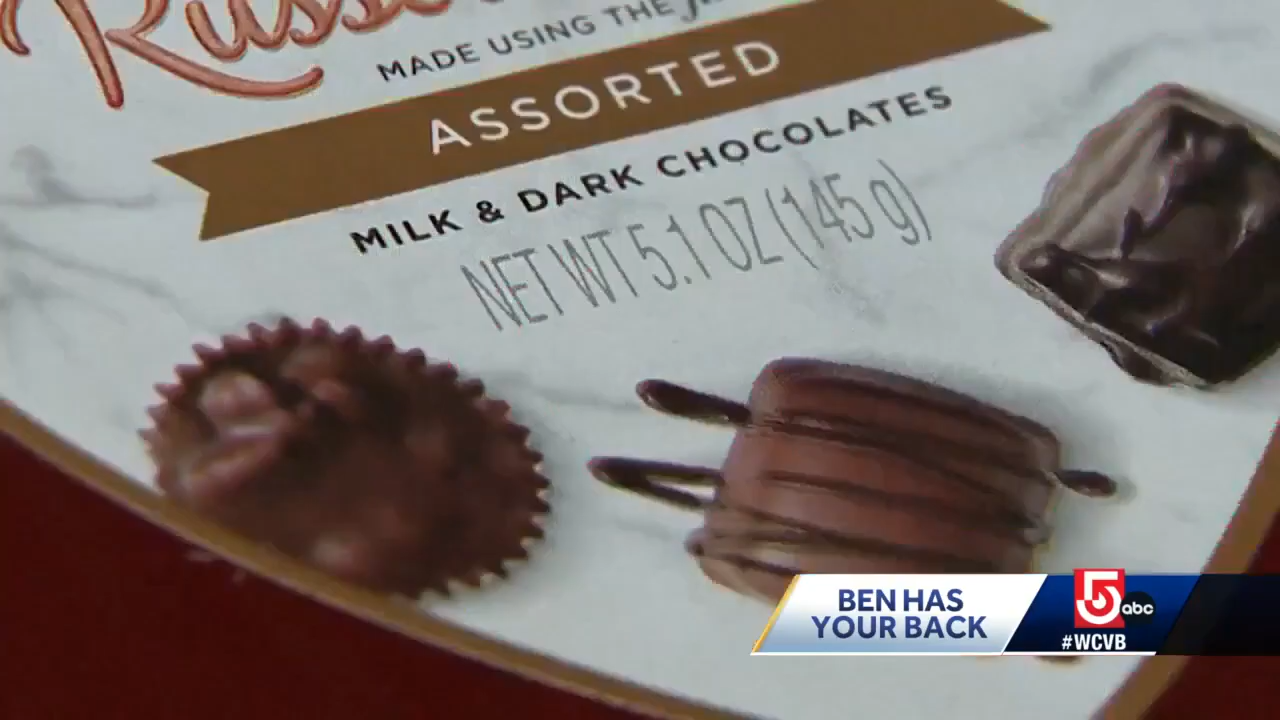 MADE USING THE
ASSORTED
MILK & DARK CHOCOLATES
NET WT 5.1 OZ (145 g)
BEN HAS
YOUR BACK
5 abc
#WCVB